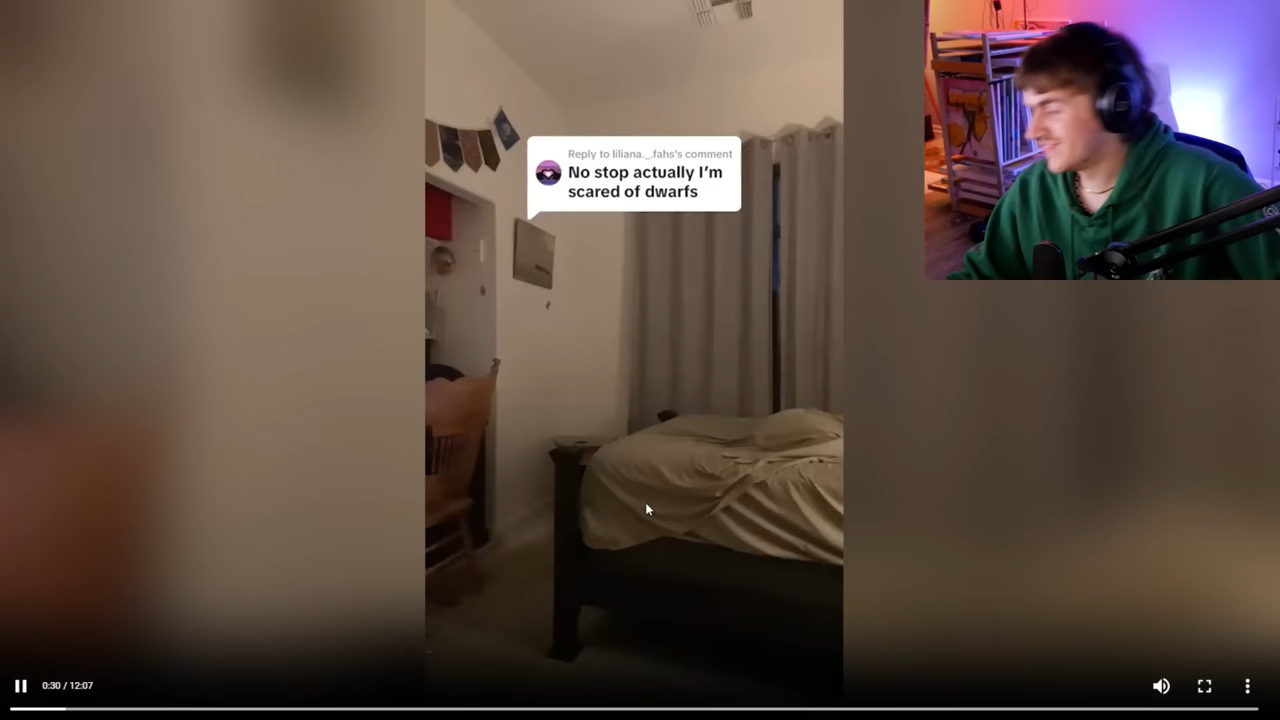 Reply to liliana._.fahs's comment
No stop actually I'm
scared of dwarfs
0:30 / 12:07